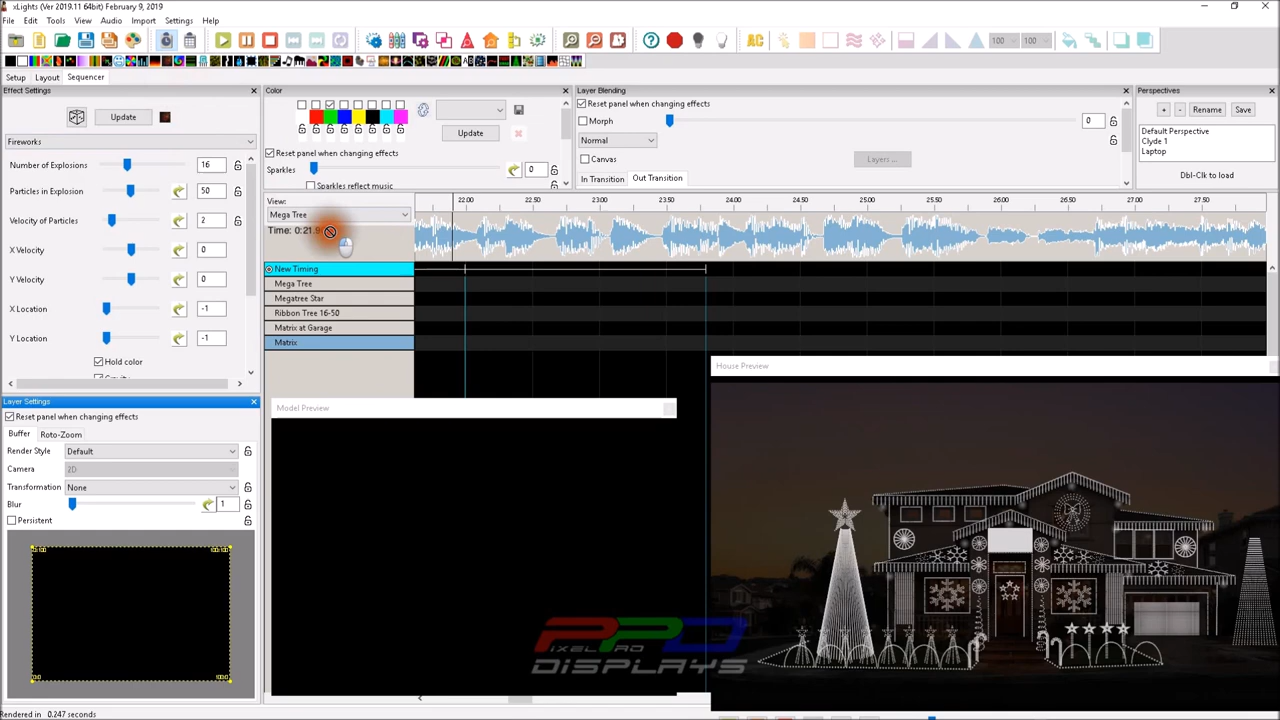 xLights (Ver 2019.11 64bit) February 9, 2019
File Edit Tools View Audio Import Settings Help
100 100
Setup Layout Sequencer
Effect Settings
Update
Fireworks
Number of Explosions 16
Particles in Explosion 50
Velocity of Particles 2
X Velocity 0
Y Velocity 0
X Location -1
Y Location -1
Hold color
Color
Update
Reset panel when changing effects
Sparkles 0
Sparkles reflect music
Layer Blending
Reset panel when changing effects
Morph 0
Normal
Canvas
Layers ...
In Transition Out Transition
Perspectives
+ - Rename Save
Default Perspective
Clyde 1
Laptop
Dbl-Clk to load
View:
Mega Tree
Time: 0:21.9
22.00 22.50 23.00 23.50 24.00 24.50 25.00 25.50 26.00 26.50 27.00 27.50
New Timing
Mega Tree
Megatree Star
Ribbon Tree 16-50
Matrix at Garage
Matrix
Layer Settings
Reset panel when changing effects
Buffer Roto-Zoom
Render Style Default
Camera 2D
Transformation None
Blur 1
Persistent
Model Preview
House Preview
PPD
PIXEL PRO
DISPLAYS
Rendered in 0.247 seconds